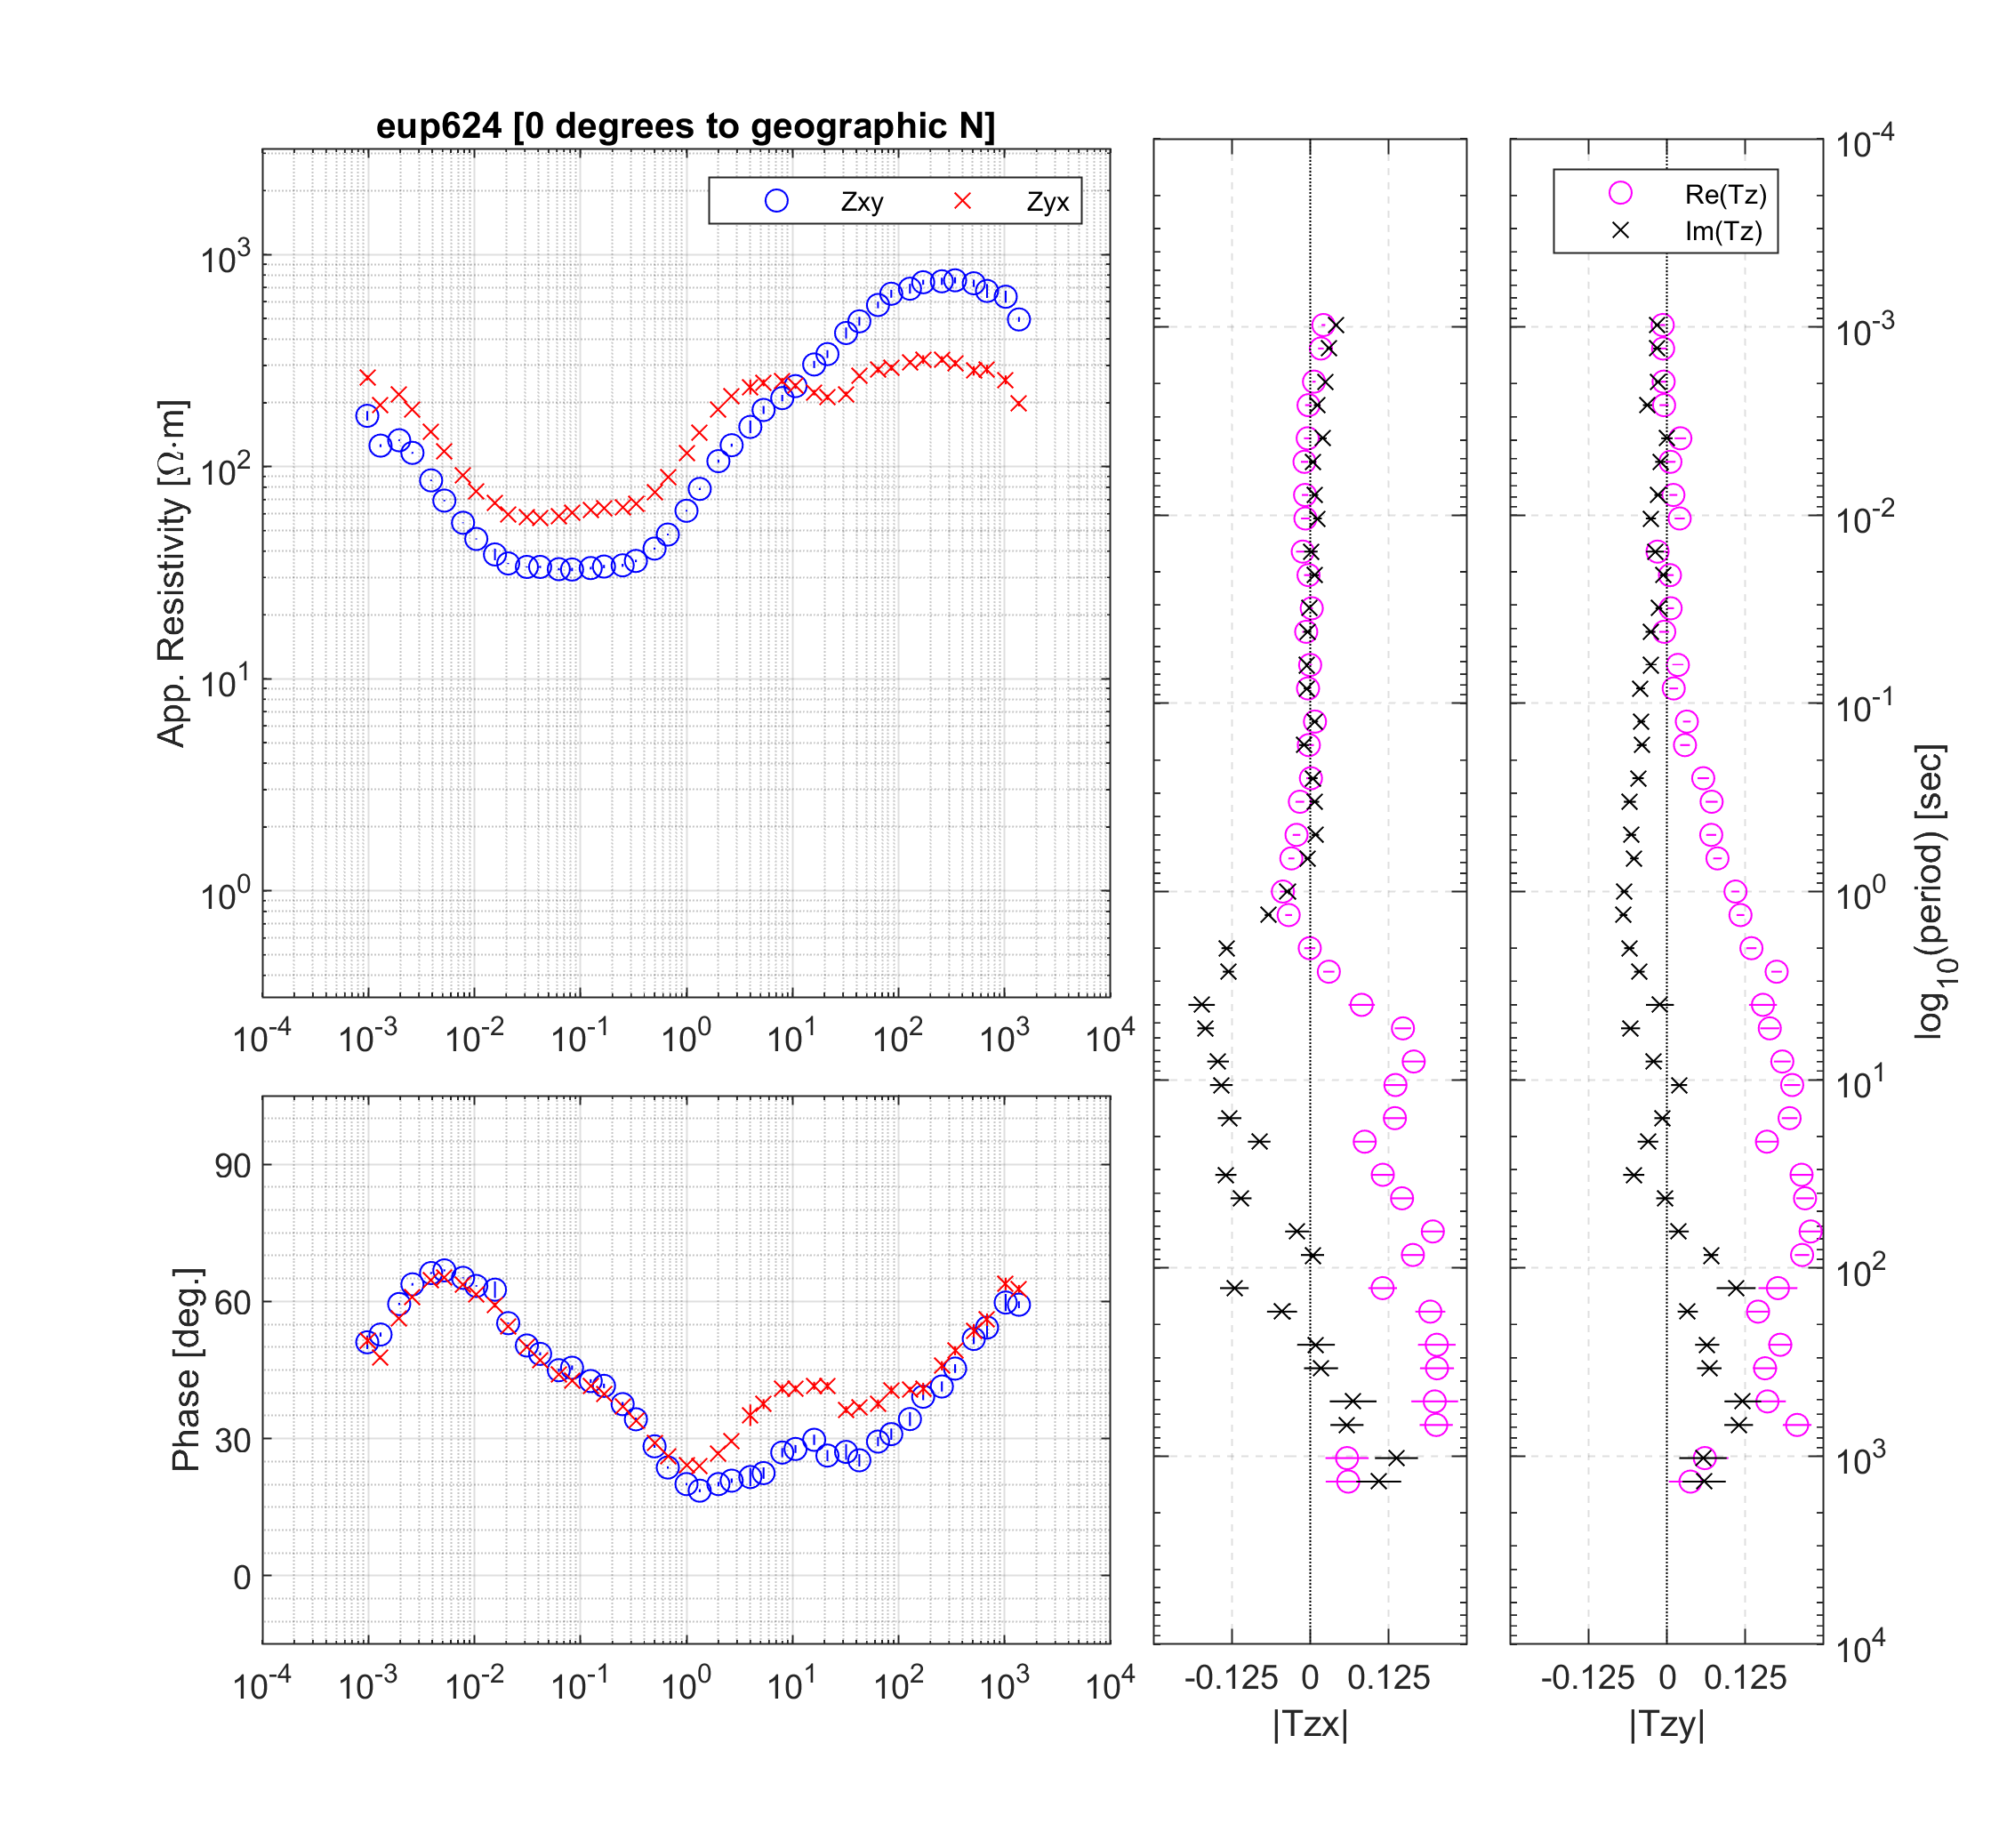 eup624 [0 degrees to geographic N]
Zxy Zyx
App. Resistivity [Ω·m]
10^3
10^2
10^1
10^0
10^-4 10^-3 10^-2 10^-1 10^0 10^1 10^2 10^3 10^4
Phase [deg.]
90
60
30
0
10^-4 10^-3 10^-2 10^-1 10^0 10^1 10^2 10^3 10^4
-0.125 0 0.125
|Tzx|
Re(Tz)
Im(Tz)
-0.125 0 0.125
|Tzy|
10^-4
10^-3
10^-2
10^-1
10^0
10^1
10^2
10^3
10^4
log_10(period) [sec]